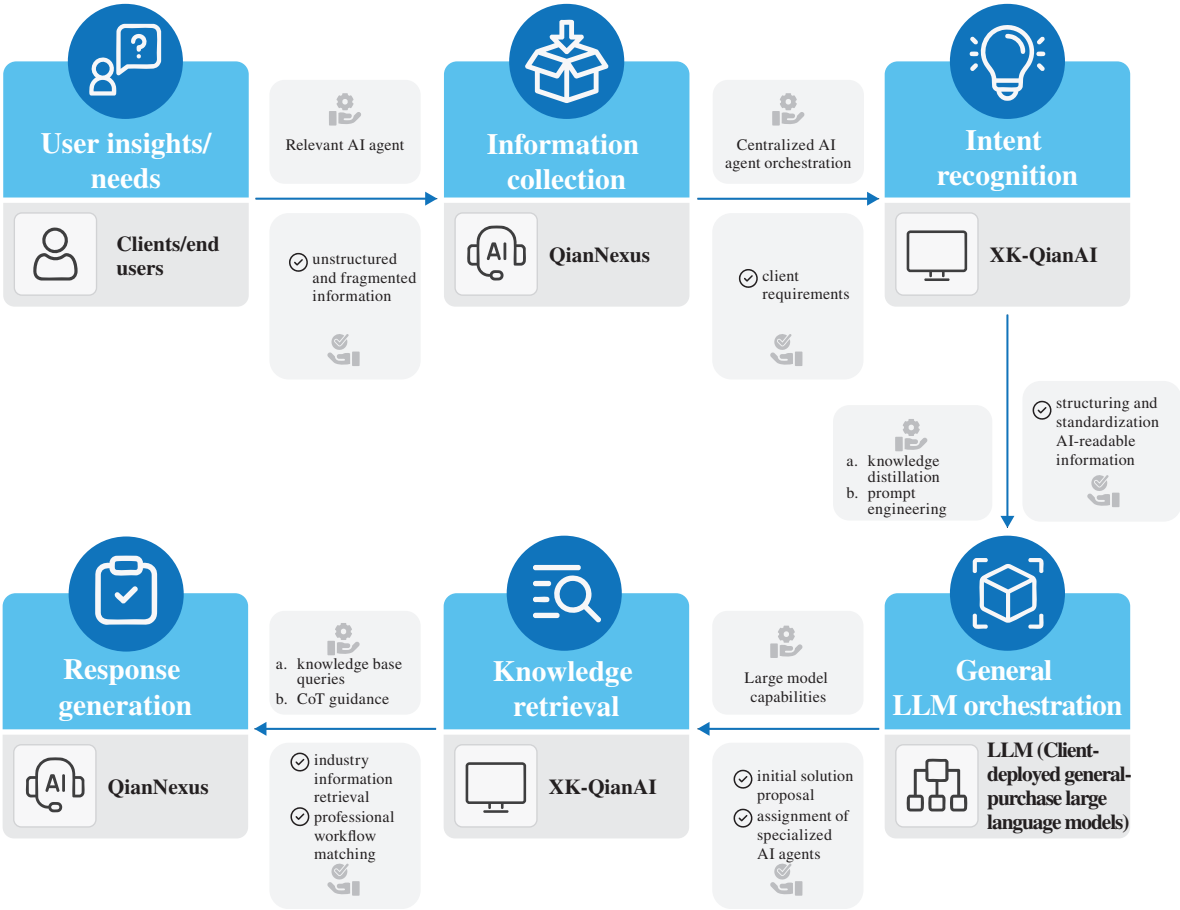 User insights/
needs
Clients/end
users
Relevant AI agent
unstructured
and fragmented
information
Information
collection
AI
QianNexus
Centralized AI
agent orchestration
client
requirements
Intent
recognition
XK-QianAI
a. knowledge
distillation
b. prompt
engineering
structuring and
standardization
AI-readable
information
General
LLM orchestration
LLM (Client-
deployed general-
purchase large
language models)
Large model
capabilities
initial solution
proposal
assignment of
specialized
AI agents
Knowledge
retrieval
XK-QianAI
a. knowledge base
queries
b. CoT guidance
industry
information
retrieval
professional
workflow
matching
Response
generation
AI
QianNexus